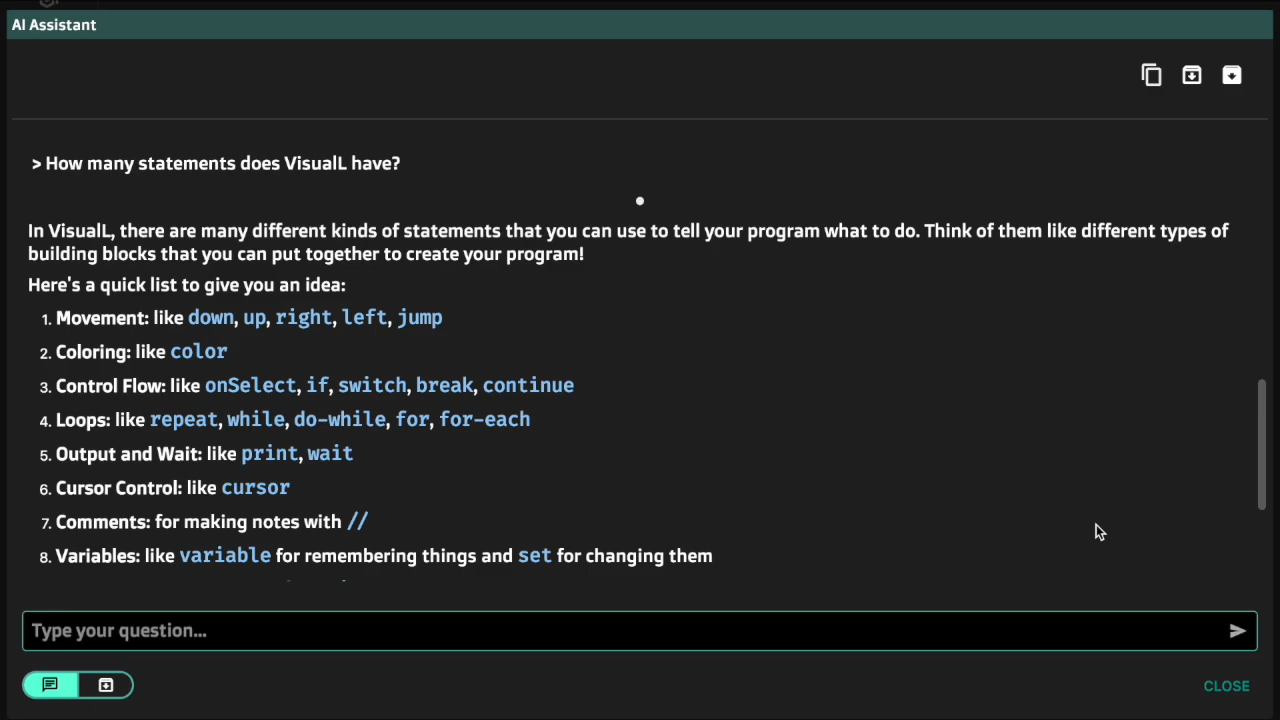 AI Assistant
> How many statements does VisualL have?
In VisualL, there are many different kinds of statements that you can use to tell your program what to do. Think of them like different types of
building blocks that you can put together to create your program!
Here's a quick list to give you an idea:
1. Movement: like down, up, right, left, jump
2. Coloring: like color
3. Control Flow: like onSelect, if, switch, break, continue
4. Loops: like repeat, while, do-while, for, for-each
5. Output and Wait: like print, wait
6. Cursor Control: like cursor
7. Comments: for making notes with //
8. Variables: like variable for remembering things and set for changing them
Type your question...
CLOSE